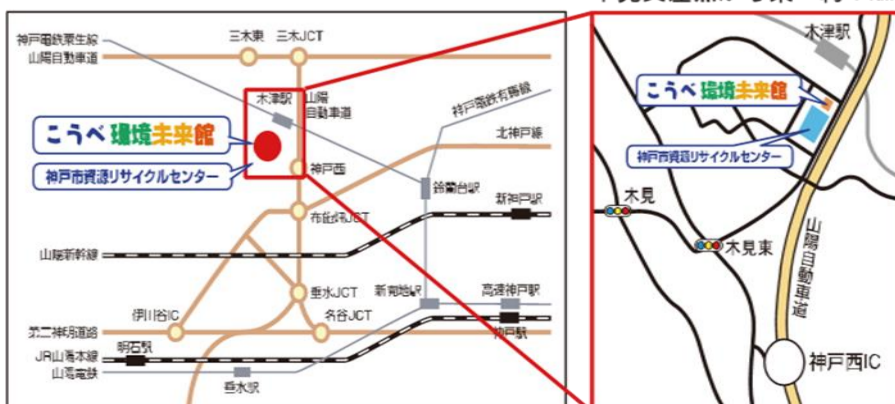 三木東
三木JCT
神戸電鉄粟生線
山陽自動車道
木津駅
山陽
自動車道
神戸電鉄有馬線
こうべ環境未来館
北神戸線
神戸市資源リサイクルセンター
神戸西
鈴蘭台駅
新神戸駅
布施畑JCT
山陽新幹線
垂水JCT
新開地駅
高速神戸駅
伊川谷IC
名谷JCT
第二神明道路
神戸駅
JR山陽本線
明石駅
山陽電鉄
垂水駅
木津駅
こうべ環境未来館
神戸市資源リサイクルセンター
木見
木見東
山陽自動車道
神戸西IC